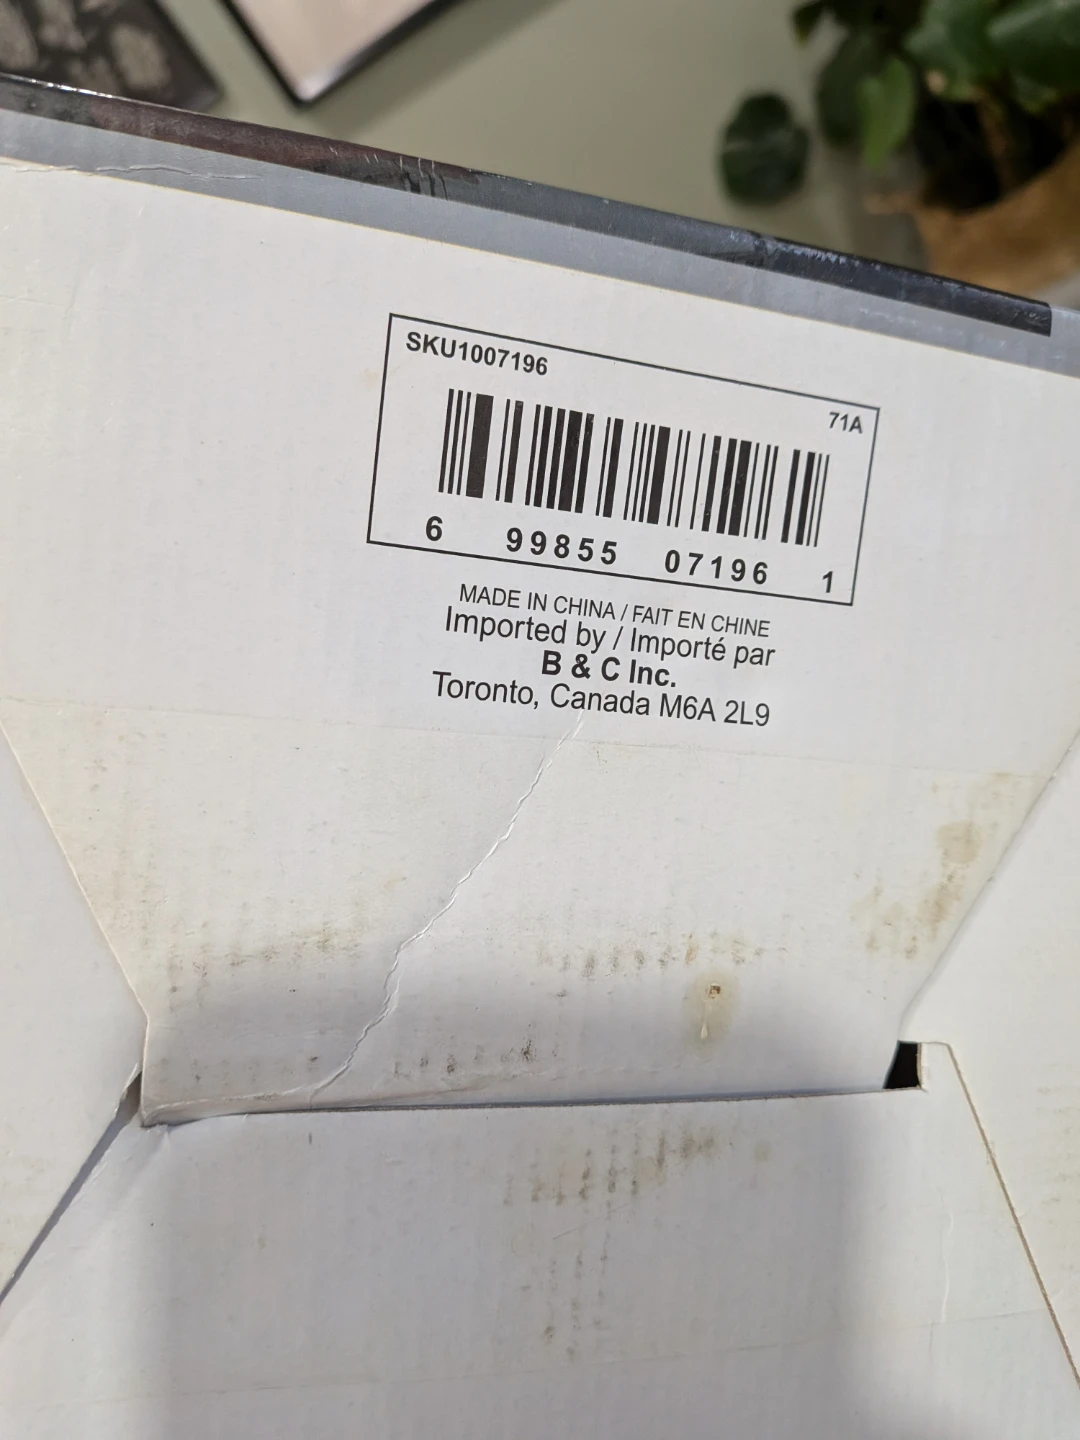 SKU1007196
71A
6 99855 07196 1
MADE IN CHINA / FAIT EN CHINE
Imported by / Importé par
B & C Inc.
Toronto, Canada M6A 2L9